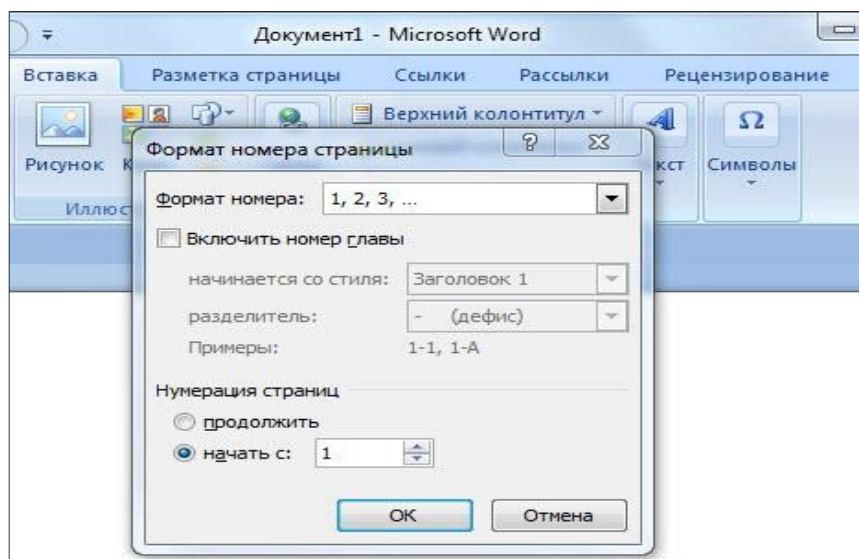 Документ1 - Microsoft Word
Вставка Разметка страницы Ссылки Рассылки Рецензирование
Верхний колонтитул
Рисунок Символы
Формат номера страницы
Формат номера: 1, 2, 3, ...
Включить номер главы
начинается со стиля: Заголовок 1
разделитель: - (дефис)
Примеры: 1-1, 1-A
Нумерация страниц
продолжить
начать с: 1
ОК Отмена